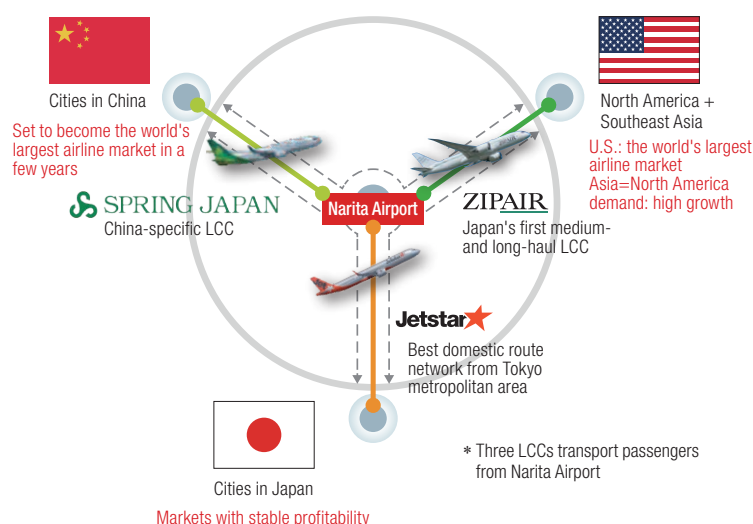 Cities in China
Set to become the world's
largest airline market in a
few years
SPRING JAPAN
China-specific LCC
North America +
Southeast Asia
U.S.: the world's largest
airline market
Asia=North America
demand: high growth
Narita Airport
ZIPAIR
Japan's first medium-
and long-haul LCC
Jetstar
Best domestic route
network from Tokyo
metropolitan area
Cities in Japan
Markets with stable profitability
* Three LCCs transport passengers
from Narita Airport